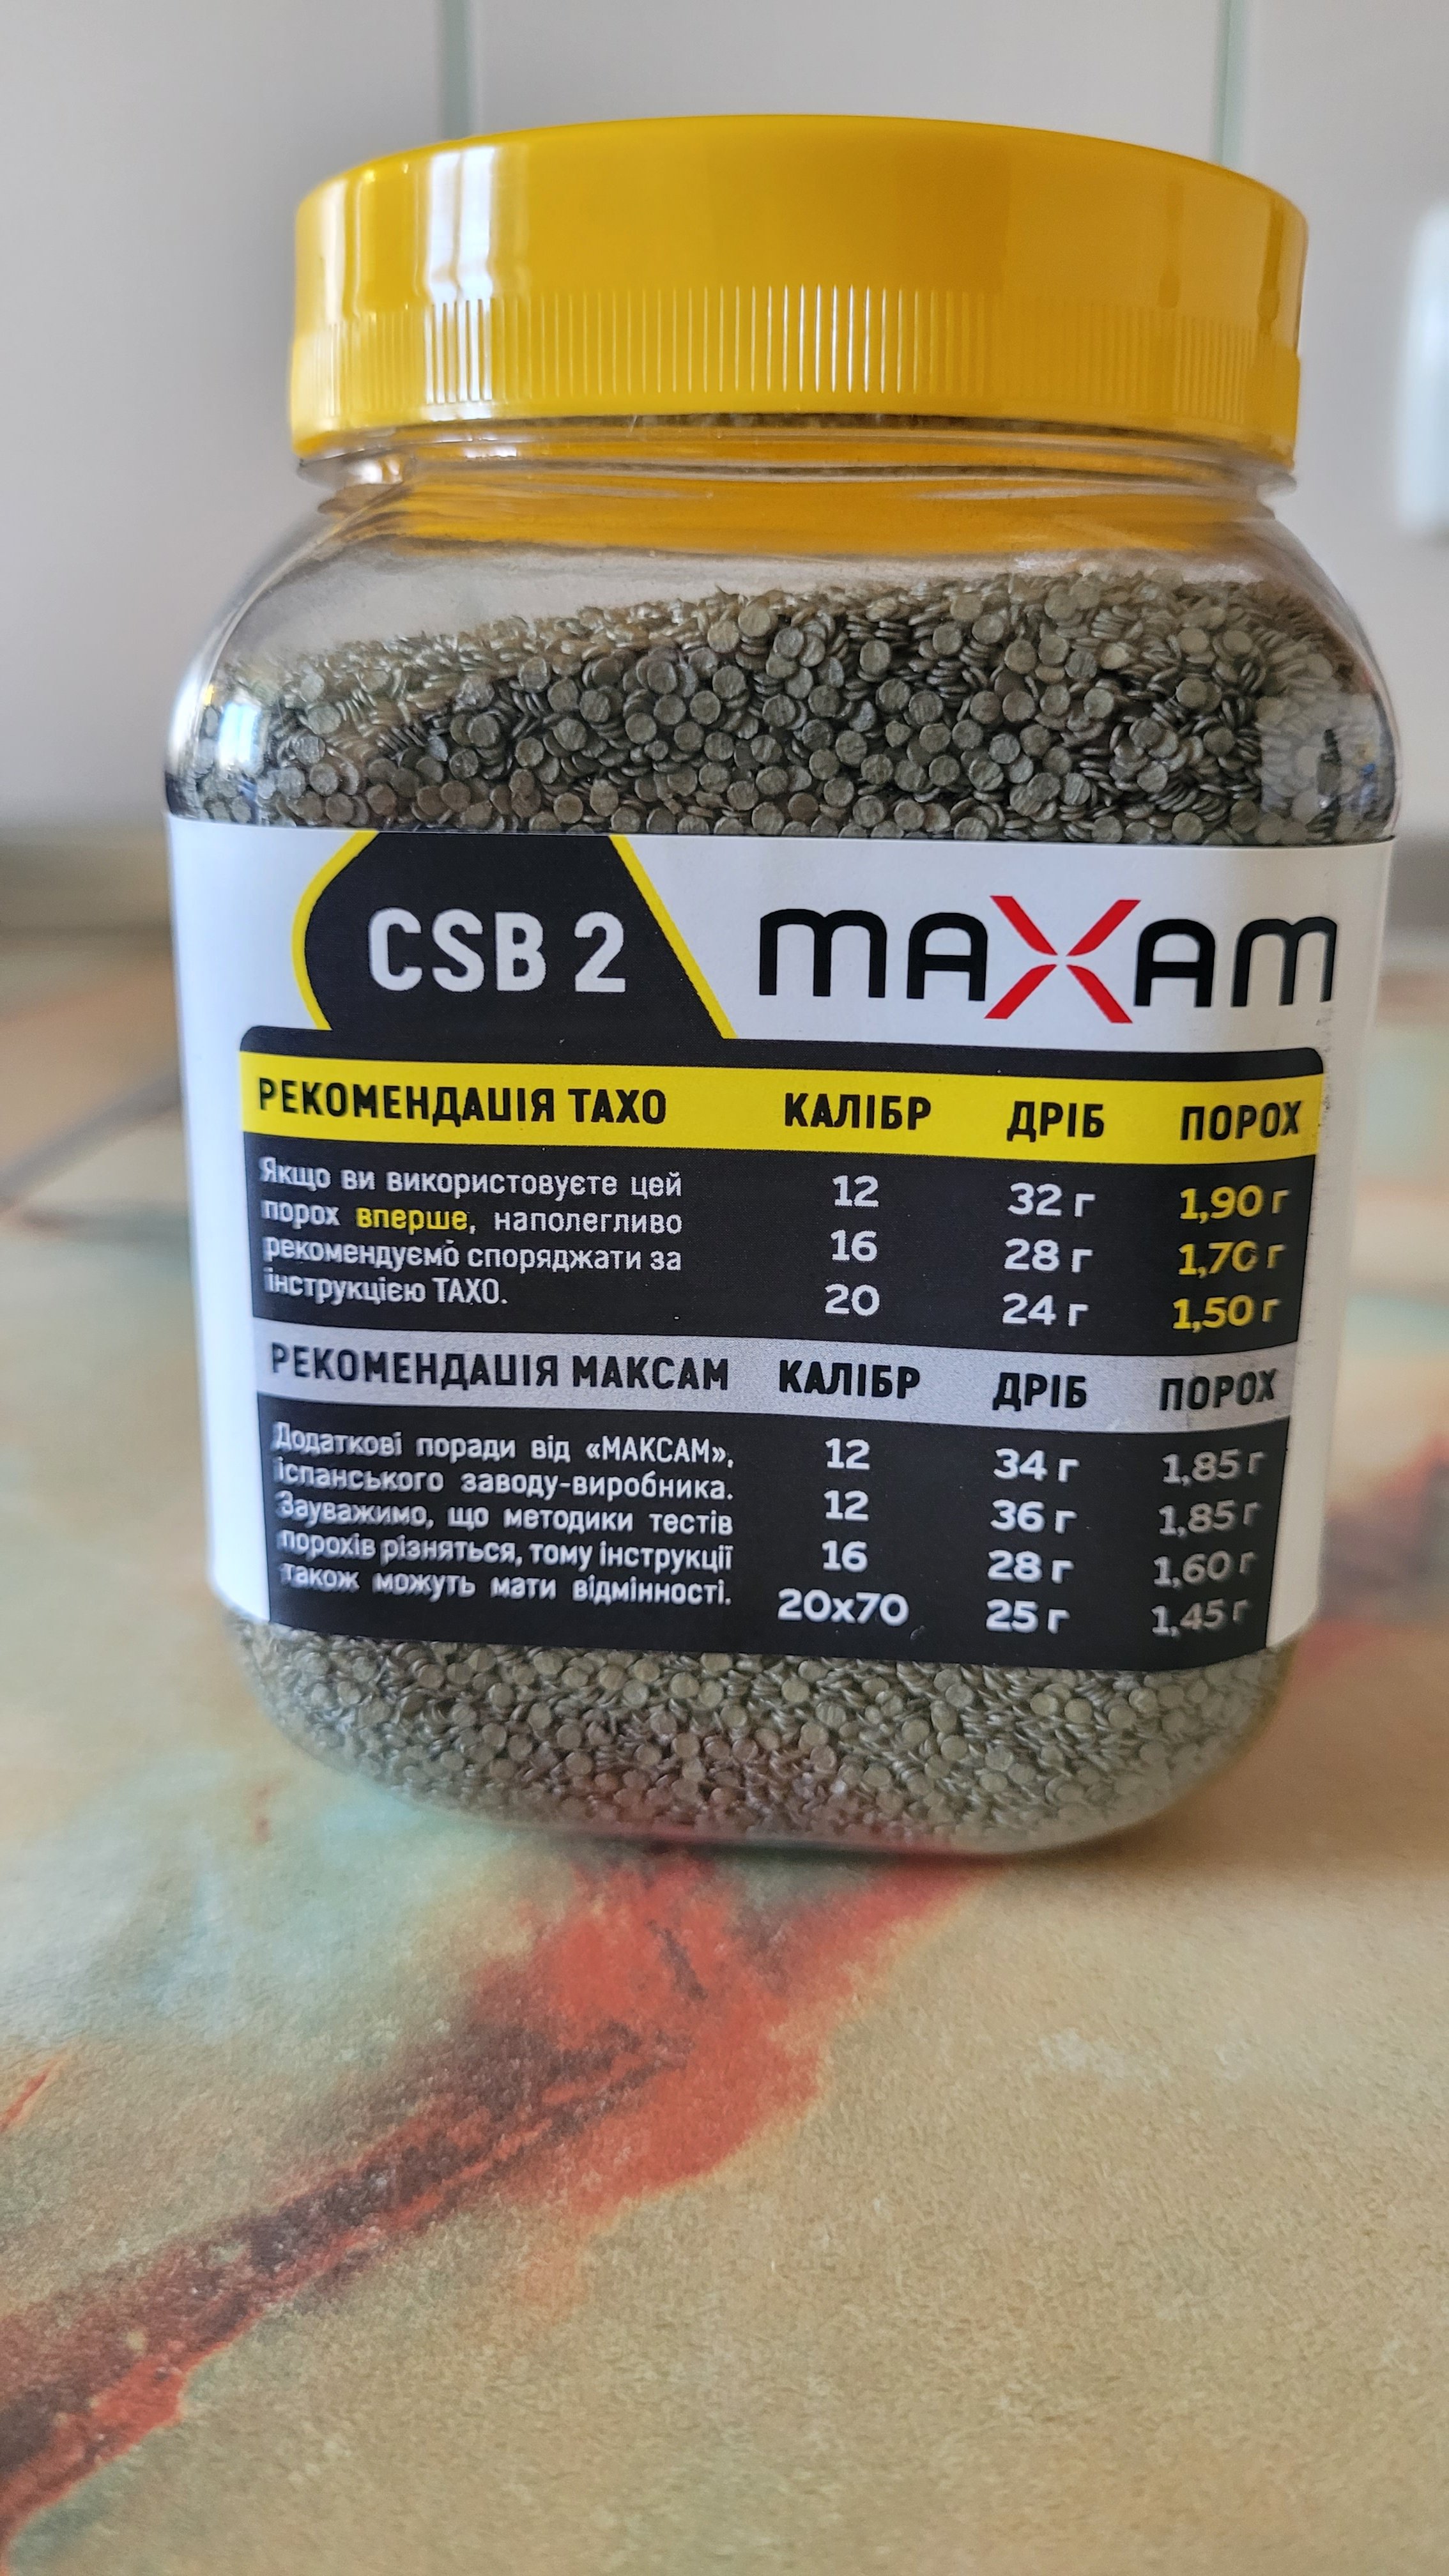 CSB 2 maxam
РЕКОМЕНДАЦІЯ ТАХО КАЛІБР ДРІБ ПОРОХ
Якщо ви використовуєте цей
порох вперше, наполегливо
рекомендуємо споряджати за
інструкцією ТАХО.
12 32 г 1,90 г
16 28 г 1,70 г
20 24 г 1,50 г
РЕКОМЕНДАЦІЯ МАКСАМ КАЛІБР ДРІБ ПОРОХ
Додаткові поради від «МАКСАМ»,
іспанського заводу-виробника.
Зауважимо, що методики тестів
порохів різняться, тому інструкції
також можуть мати відмінності.
12 34 г 1,85 г
12 36 г 1,85 г
16 28 г 1,60 г
20x70 25 г 1,45 г